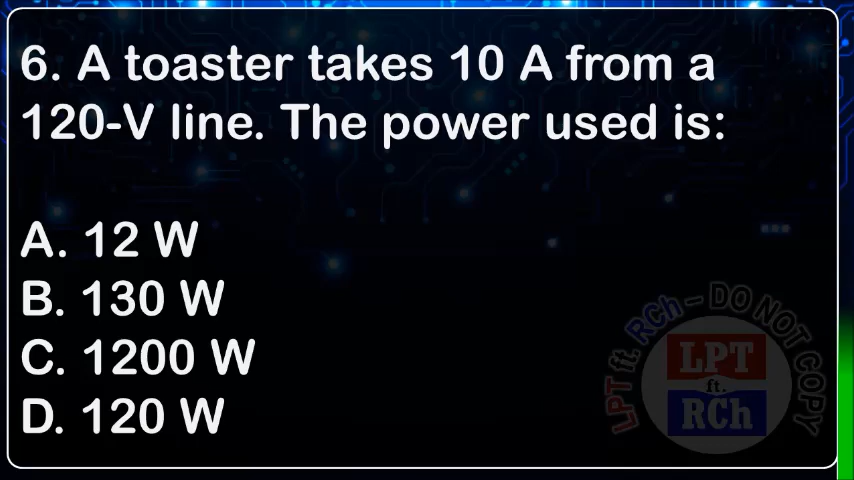 6. A toaster takes 10 A from a
120-V line. The power used is:
A. 12 W
B. 130 W
C. 1200 W
D. 120 W
LPT ft. RCh - DO NOT COPY
LPT
ft.
RCh